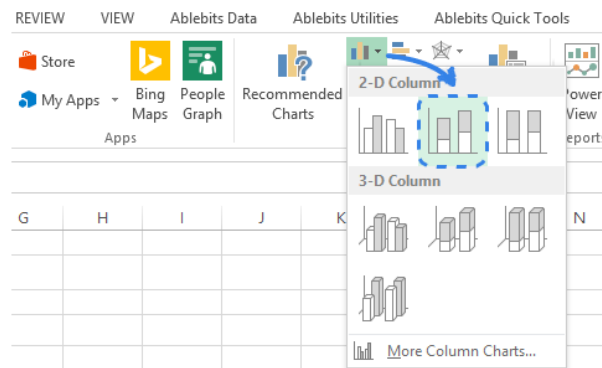 REVIEW VIEW Ablebits Data Ablebits Utilities Ablebits Quick Tools
Store
My Apps
Bing Maps
People Graph
Apps
Recommended Charts
2-D Column
3-D Column
More Column Charts...
View
G H I J K N